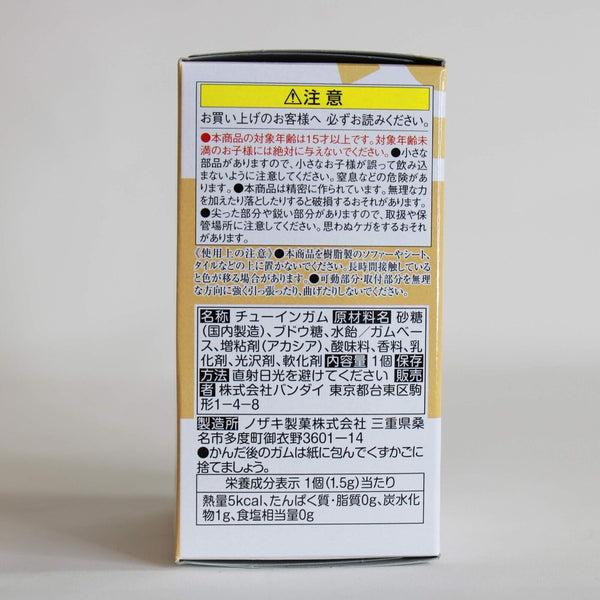 ⚠注意
お買い上げのお客様へ 必ずお読みください。
●本商品の対象年齢は15才以上です。対象年齢未
満のお子様には絶対に与えないでください。●小さな
部品がありますので、小さなお子様が誤って飲み込
まないように注意してください。窒息などの危険があ
ります。●本商品は精密に作られています。無理な力
を加えたり落としたりすると破損するおそれがあります。
●尖った部分や鋭い部分がありますので、取扱や保
管場所に注意してください。思わぬケガをするおそれ
があります。
《使用上の注意》●本商品を樹脂製のソファーやシート、
タイルなどの上に置かないでください。長時間接触している
と色が移る場合があります。●可動部分・取付部分を無理
な方向に強く引っ張ったり、曲げたりしないでください。
名称 チューインガム 原材料名 砂糖
(国内製造)、ブドウ糖、水飴/ガムベー
ス、増粘剤(アカシア)、酸味料、香料、乳
化剤、光沢剤、軟化剤 内容量 1個 保存
方法 直射日光を避けてください 販売
者 株式会社バンダイ 東京都台東区駒
形1-4-8
製造所 ノザキ製菓株式会社 三重県桑
名市多度町御衣野3601-14
●かんだ後のガムは紙に包んでくずかごに
捨てましょう。
栄養成分表示 1個(1.5g)当たり
熱量5kcal、たんぱく質・脂質0g、炭水化
物1g、食塩相当量0g